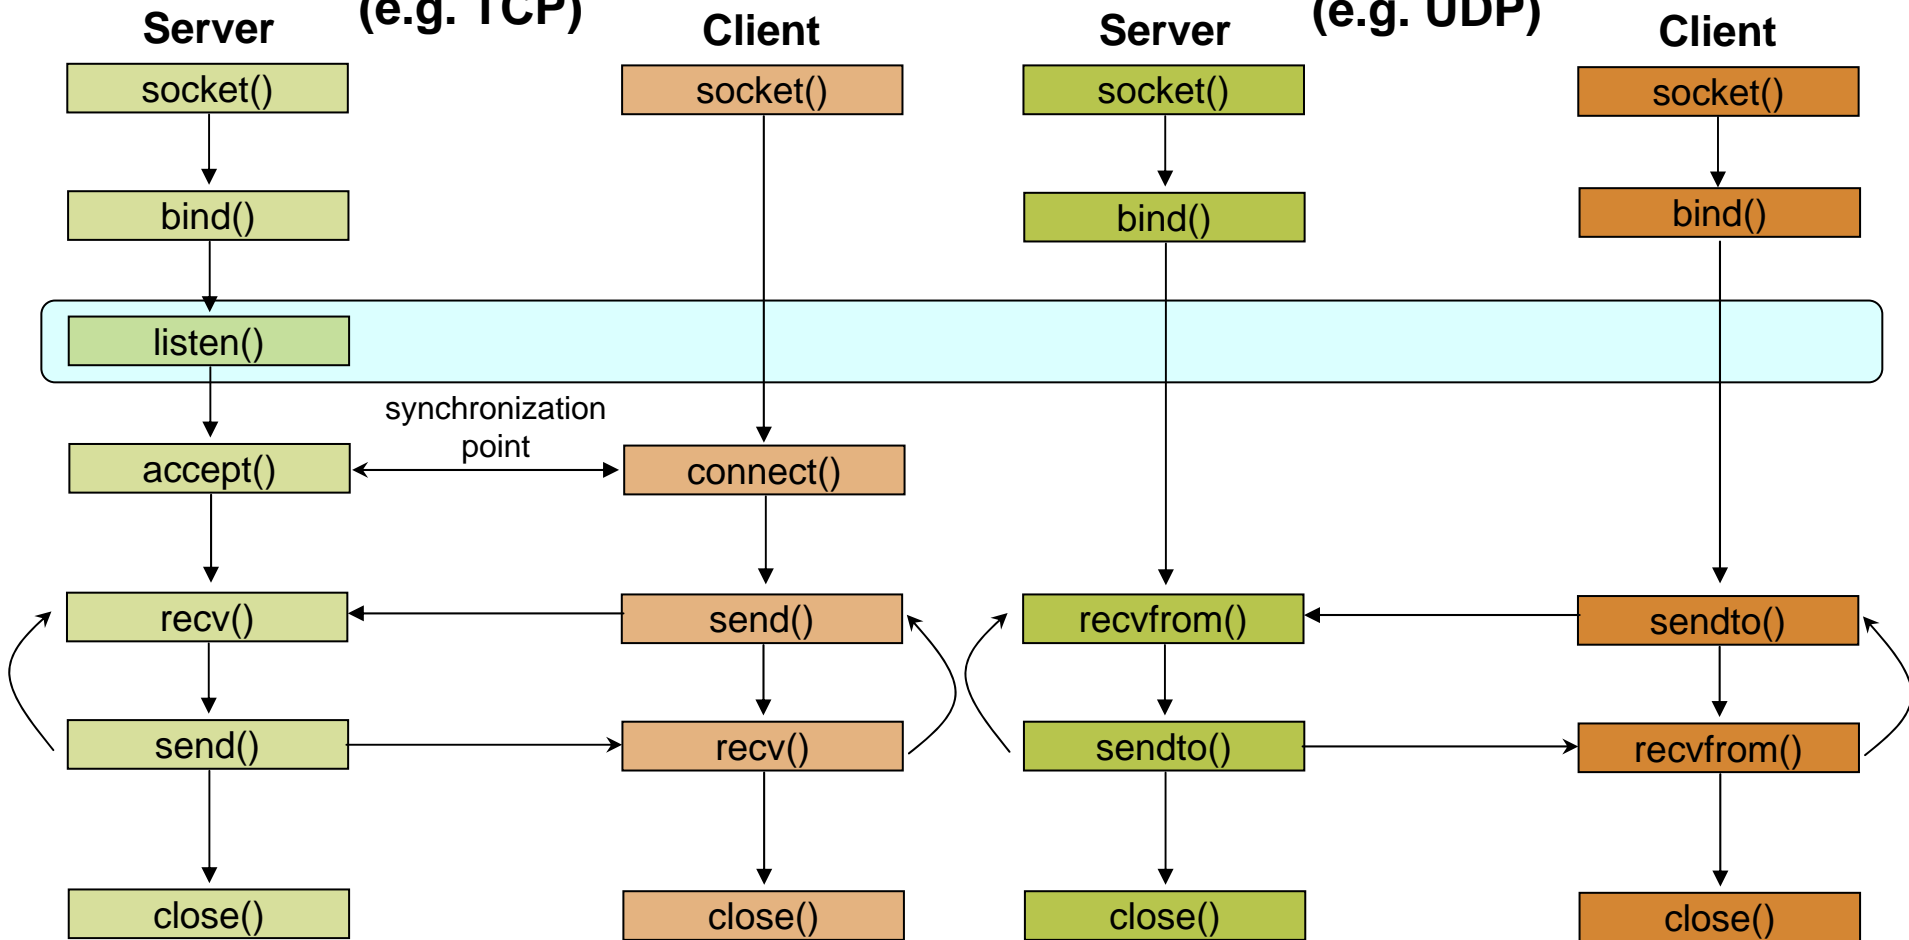 (e.g. TCP)
(e.g. UDP)
Server
Client
Server
Client
socket()
socket()
socket()
socket()
bind()
bind()
bind()
listen()
synchronization
point
accept()
connect()
recv()
send()
recvfrom()
sendto()
send()
recv()
sendto()
recvfrom()
close()
close()
close()
close()